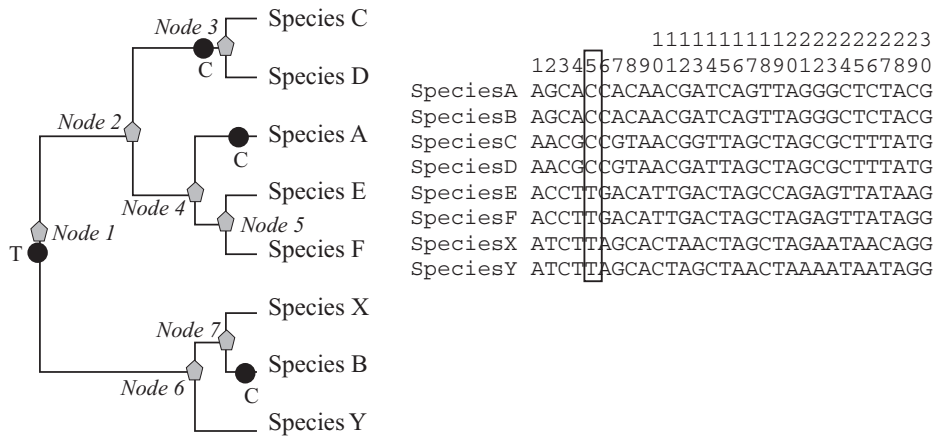 Node 3
Species C
C
Species D
Node 2
Species A
C
Node 4
Species E
Node 5
Species F
Node 1
T
Species X
Node 7
Species B
C
Node 6
Species Y
111111111122222222223
123456789012345678901234567890
SpeciesA AGCACCACAACGATCAGTTAGGGCTCTACG
SpeciesB AGCACCACAACGATCAGTTAGGGCTCTACG
SpeciesC AACGCCGTAACGGTTAGCTAGCGCTTTATG
SpeciesD AACGCCGTAACGATTAGCTAGCGCTTTATG
SpeciesE ACCTTGACATTGACTAGCCAGAGTTATAAG
SpeciesF ACCTTGACATTGACTAGCTAGAGTTATAGG
SpeciesX ATCTTAGCACTAACTAGCTAGAATAACAGG
SpeciesY ATCTTAGCACTAGCTAACTAAAATAATAGG